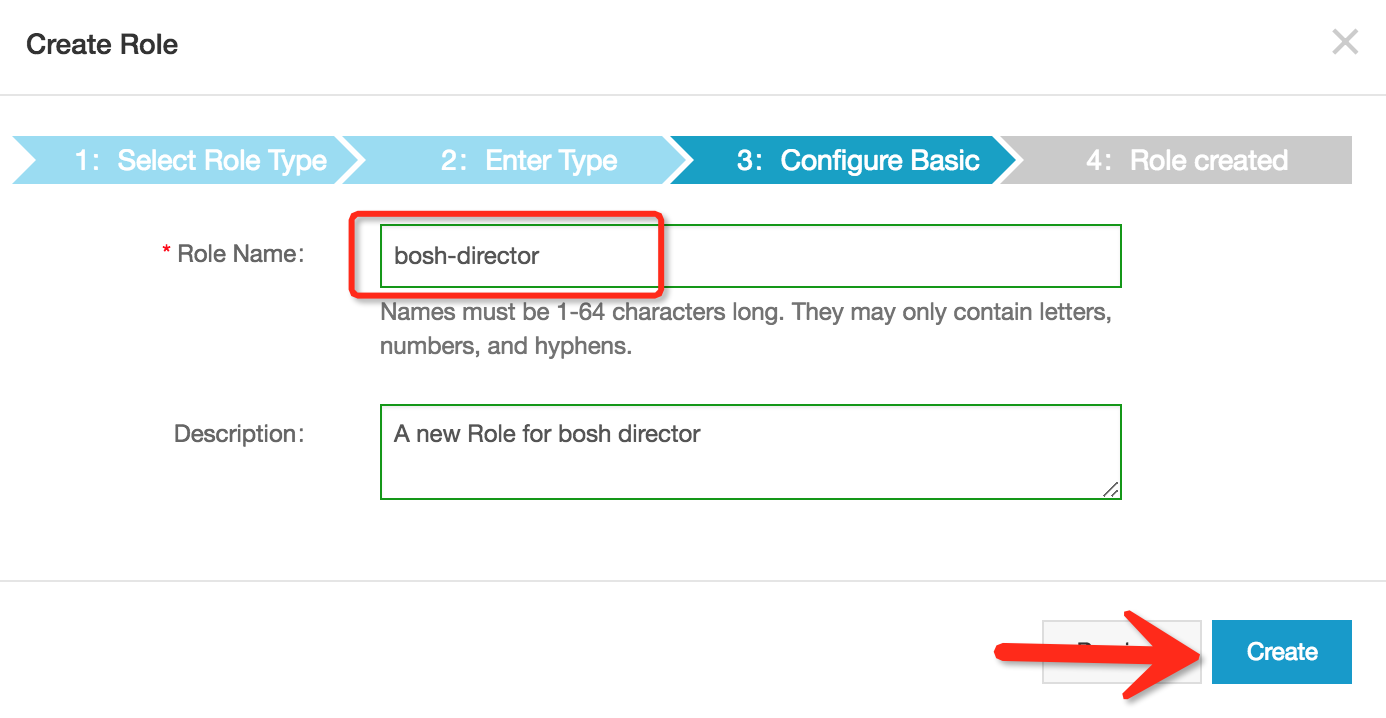 Create Role
1: Select Role Type 2: Enter Type 3: Configure Basic 4: Role created
* Role Name: bosh-director
Names must be 1-64 characters long. They may only contain letters,
numbers, and hyphens.
Description: A new Role for bosh director
Create